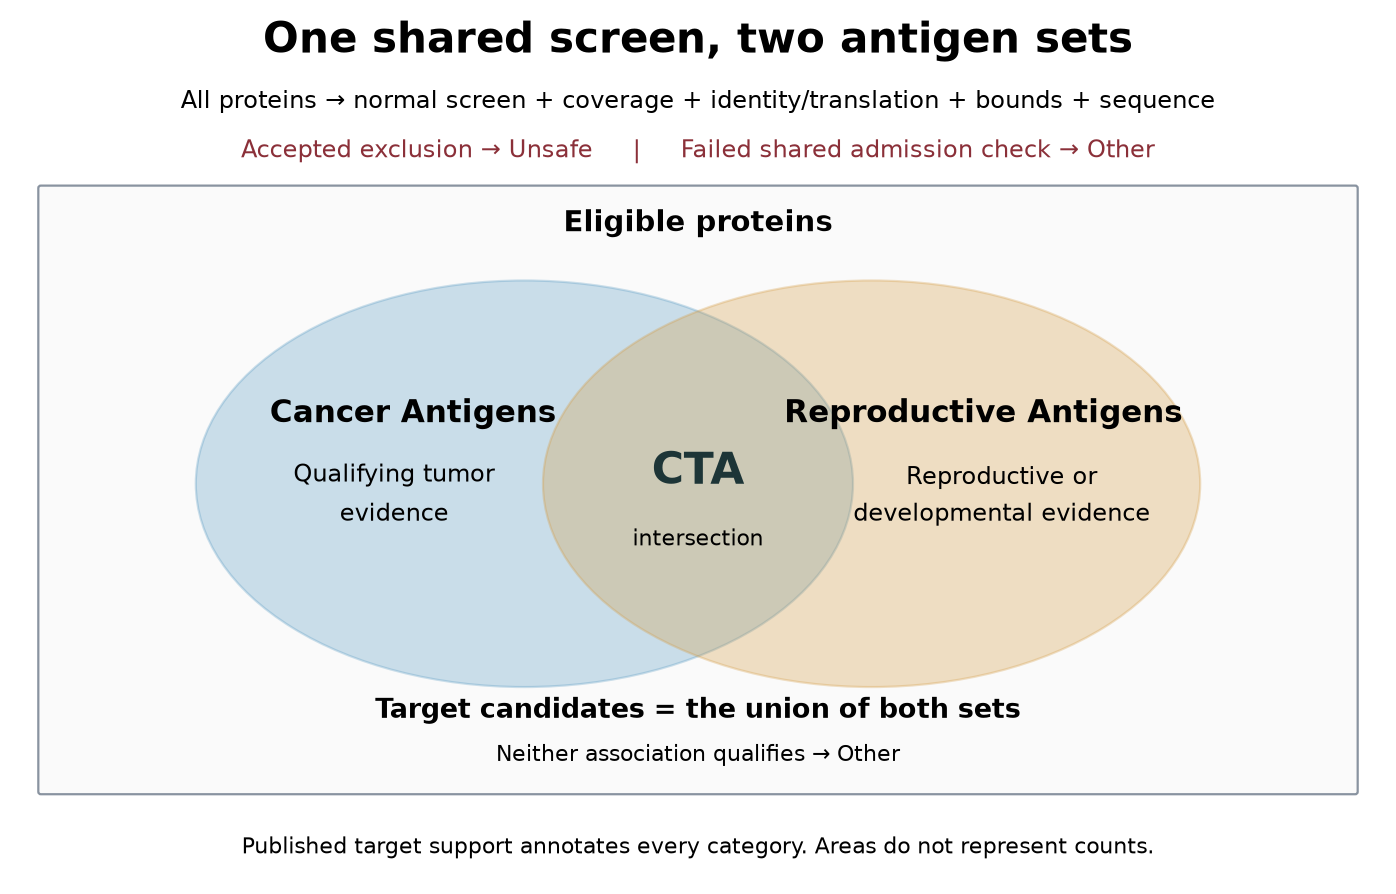 One shared screen, two antigen sets
All proteins → normal screen + coverage + identity/translation + bounds + sequence
Accepted exclusion → Unsafe | Failed shared admission check → Other
Eligible proteins
Cancer Antigens
Qualifying tumor
evidence
CTA
intersection
Reproductive Antigens
Reproductive or
developmental evidence
Target candidates = the union of both sets
Neither association qualifies → Other
Published target support annotates every category. Areas do not represent counts.